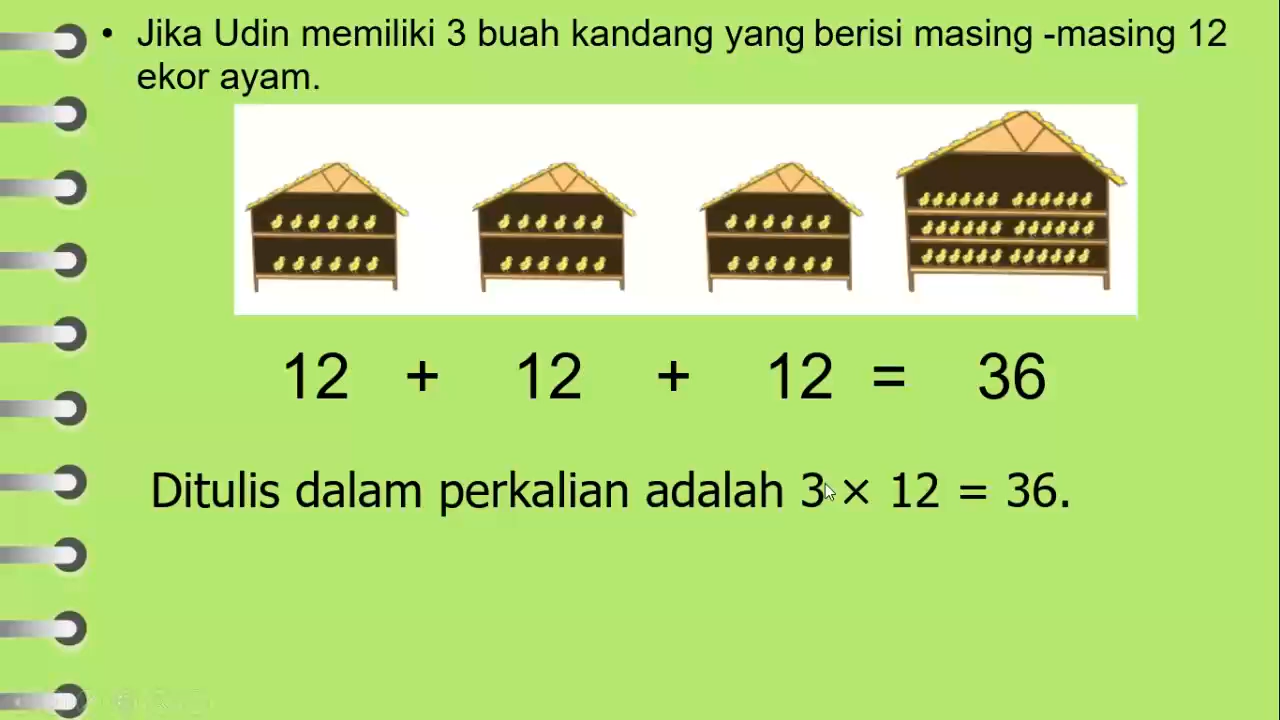 • Jika Udin memiliki 3 buah kandang yang berisi masing -masing 12
ekor ayam.
12 + 12 + 12 = 36
Ditulis dalam perkalian adalah 3 × 12 = 36.